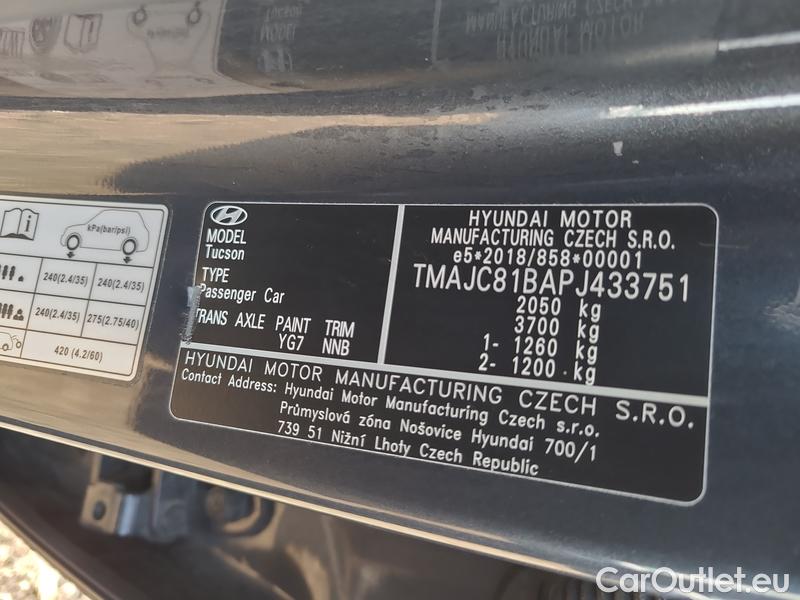 kPa(bar/psi)
240(2.4/35) 240(2.4/35)
240(2.4/35) 275(2.75/40)
420 (4.2/60)
MODEL
Tucson
TYPE
Passenger Car
TRANS AXLE PAINT TRIM
YG7 NNB
HYUNDAI MOTOR
MANUFACTURING CZECH S.R.O.
e5*2018/858*00001
TMAJC81BAPJ433751
2050 kg
3700 kg
1- 1260 kg
2- 1200 kg
HYUNDAI MOTOR MANUFACTURING CZECH S.R.O.
Contact Address: Hyundai Motor Manufacturing Czech s.r.o.
Průmyslová zóna Nošovice Hyundai 700/1
739 51 Nižní Lhoty Czech Republic
CarOutlet.eu